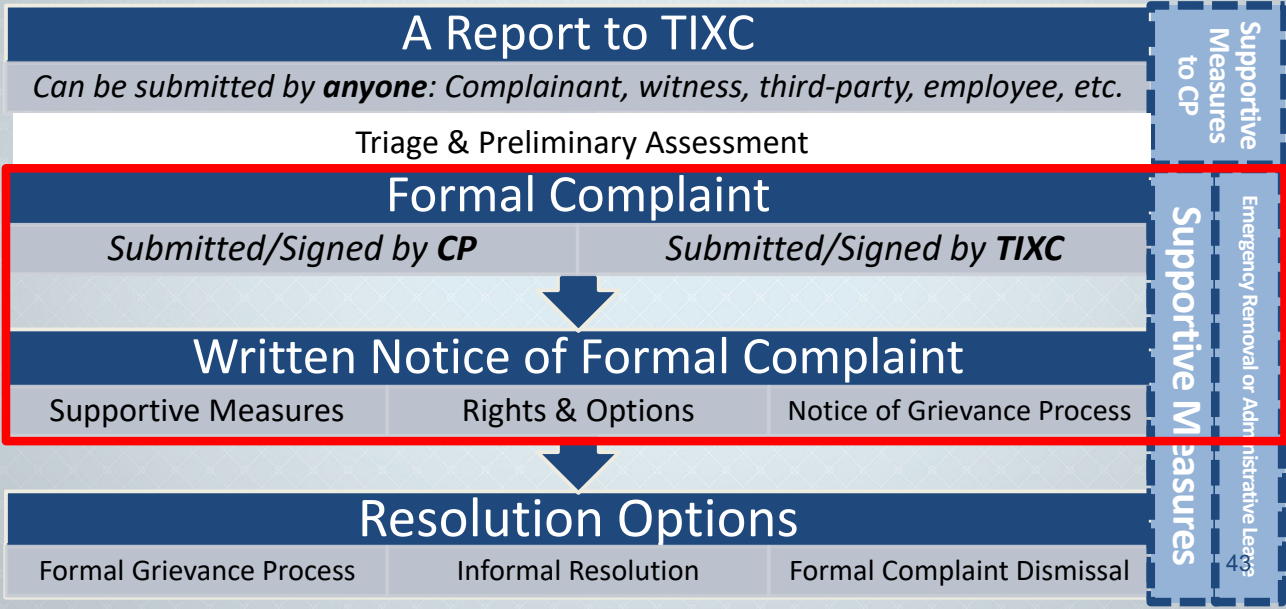 A Report to TIXC
Can be submitted by anyone: Complainant, witness, third-party, employee, etc.
Triage & Preliminary Assessment
Supportive
Measures
to CP
Formal Complaint
Submitted/Signed by CP
Submitted/Signed by TIXC
Written Notice of Formal Complaint
Supportive Measures
Rights & Options
Notice of Grievance Process
Resolution Options
Formal Grievance Process
Informal Resolution
Formal Complaint Dismissal
Supportive Measures
Emergency Removal or Administrative Leave
43